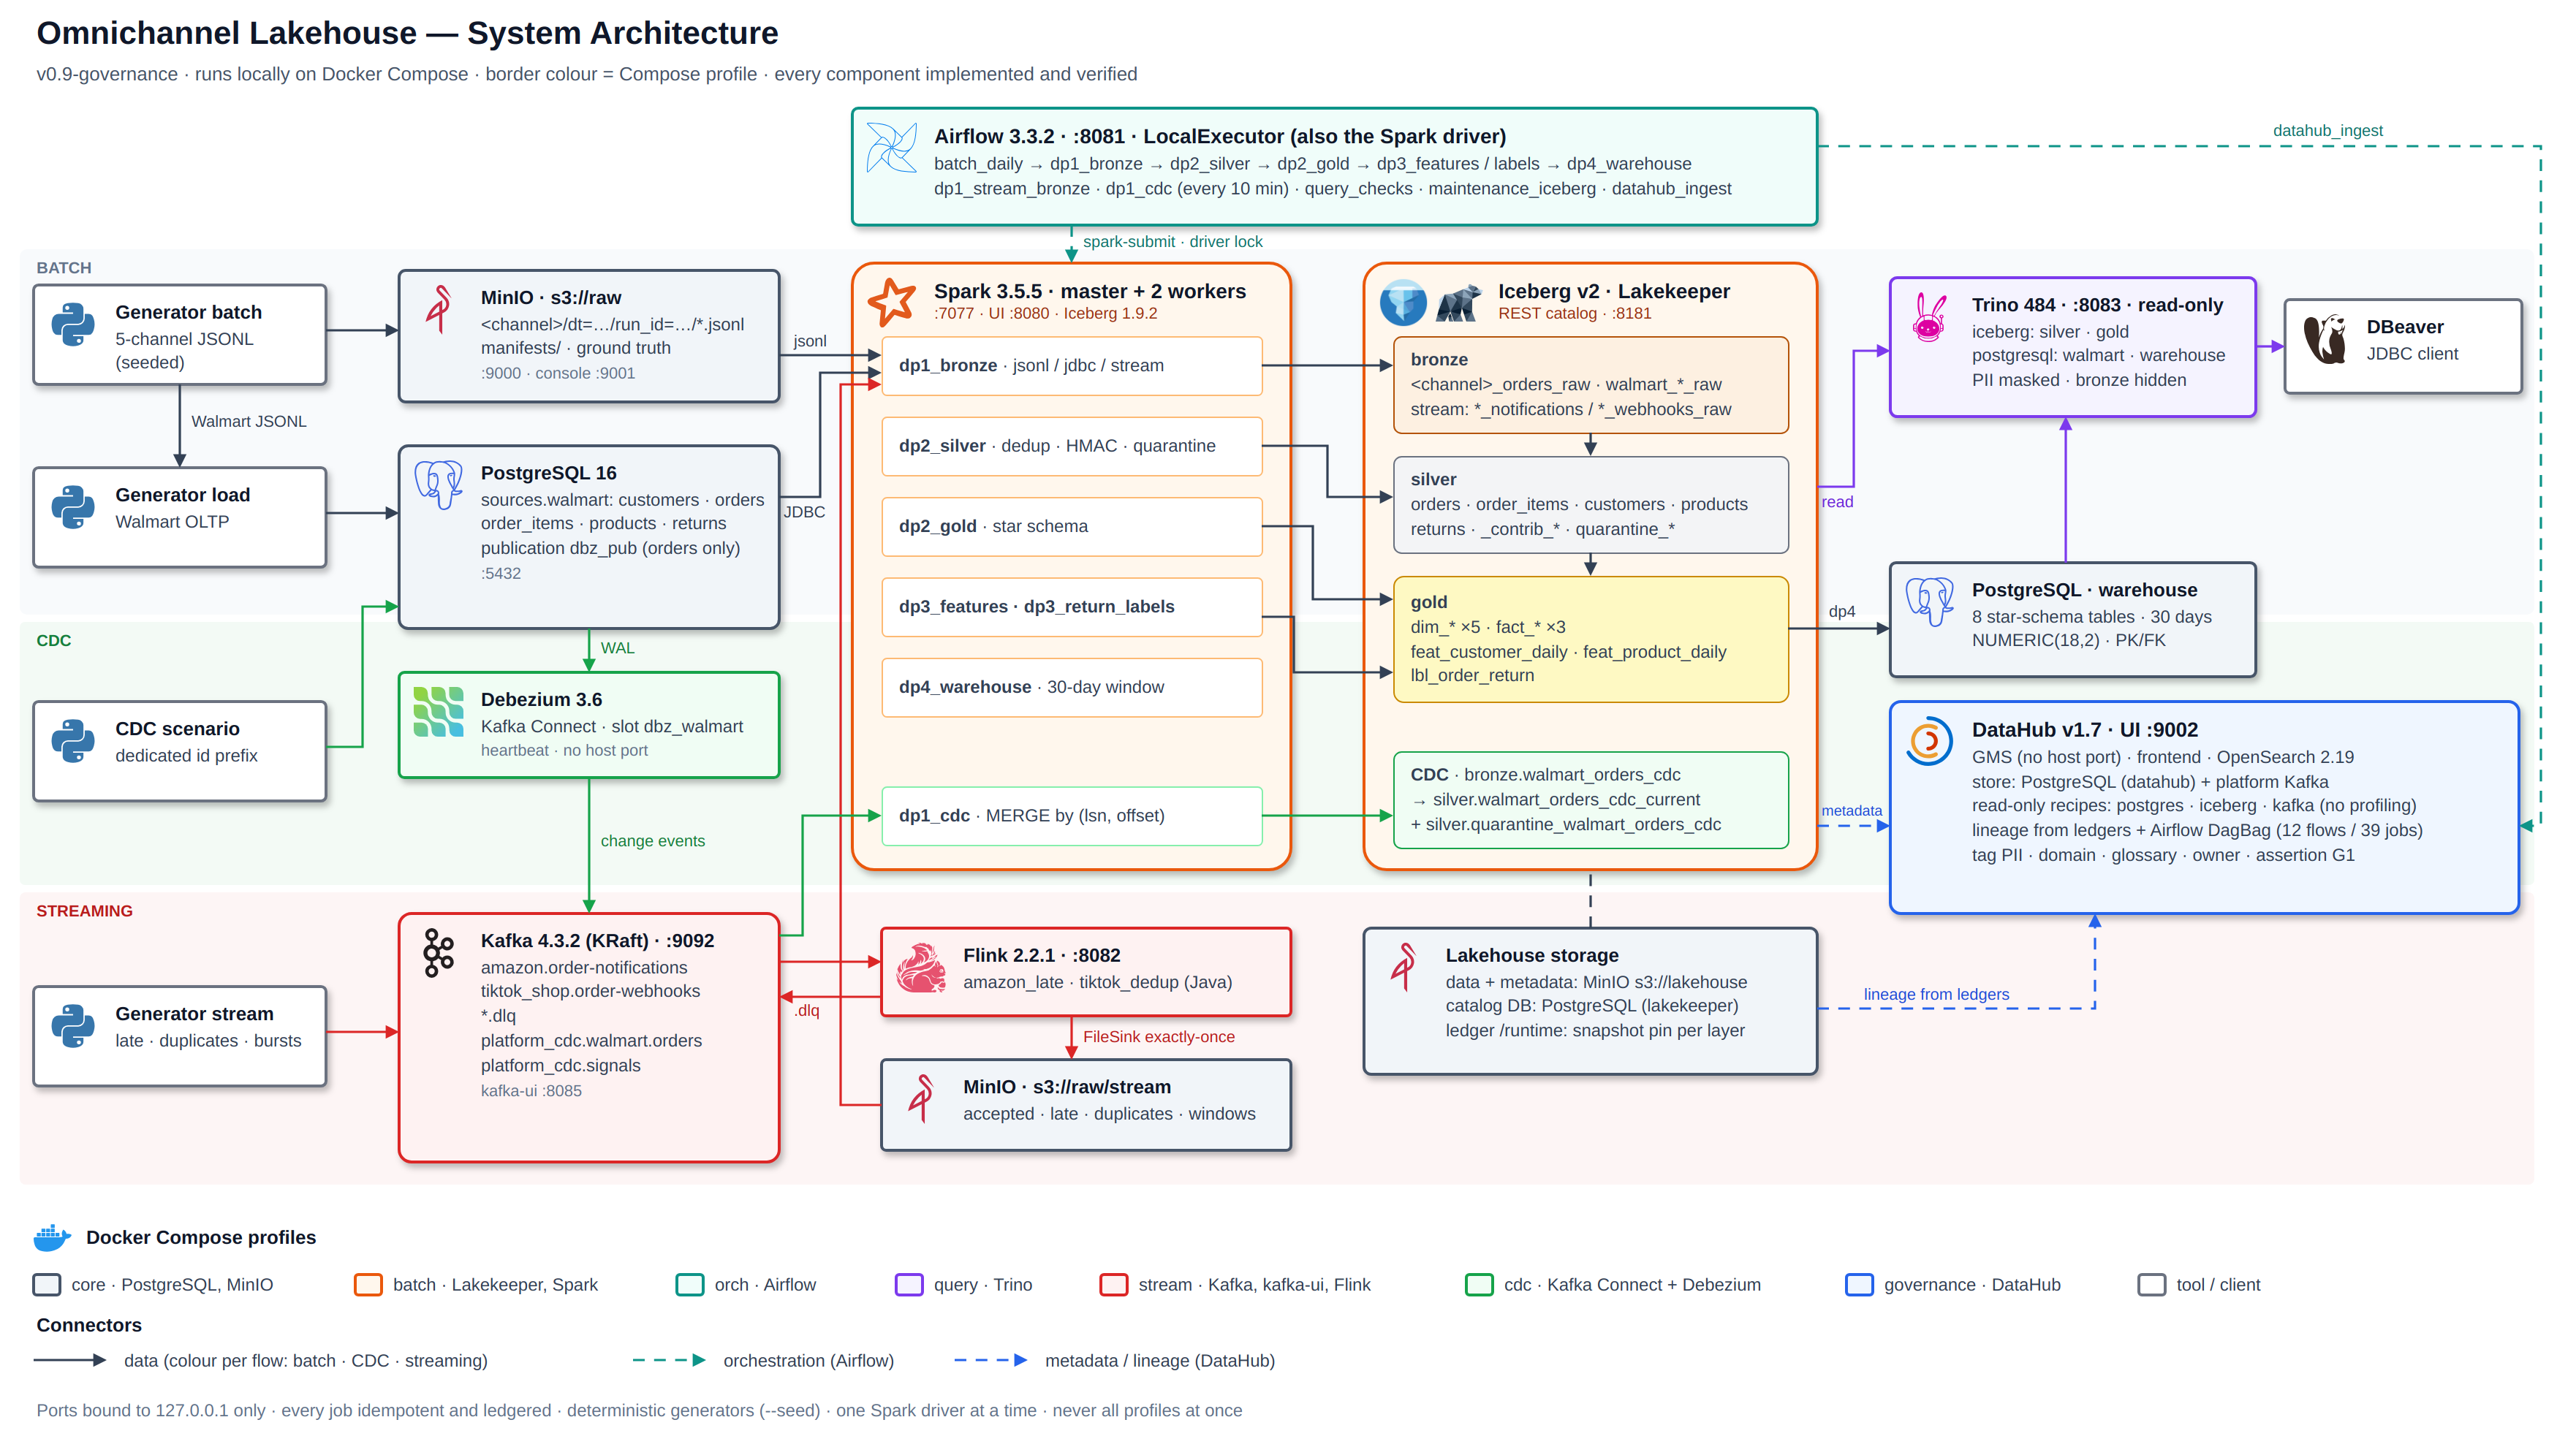 Omnichannel Lakehouse — System Architecture
v0.9-governance · runs locally on Docker Compose · border colour = Compose profile · every component implemented and verified
Airflow 3.3.2 · :8081 · LocalExecutor (also the Spark driver)
batch_daily → dp1_bronze → dp2_silver → dp2_gold → dp3_features / labels → dp4_warehouse
dp1_stream_bronze · dp1_cdc (every 10 min) · query_checks · maintenance_iceberg · datahub_ingest
datahub_ingest
spark-submit · driver lock
BATCH
Generator batch
5-channel JSONL
(seeded)
Walmart JSONL
Generator load
Walmart OLTP
MinIO · s3://raw
<channel>/dt=…/run_id=…/*.jsonl
manifests/ · ground truth
:9000 · console :9001
jsonl
PostgreSQL 16
sources.walmart: customers · orders
order_items · products · returns
publication dbz_pub (orders only)
:5432
JDBC
Spark 3.5.5 · master + 2 workers
:7077 · UI :8080 · Iceberg 1.9.2
dp1_bronze · jsonl / jdbc / stream
dp2_silver · dedup · HMAC · quarantine
dp2_gold · star schema
dp3_features · dp3_return_labels
dp4_warehouse · 30-day window
dp1_cdc · MERGE by (lsn, offset)
Iceberg v2 · Lakekeeper
REST catalog · :8181
bronze
<channel>_orders_raw · walmart_*_raw
stream: *_notifications / *_webhooks_raw
silver
orders · order_items · customers · products
returns · _contrib_* · quarantine_*
gold
dim_* ×5 · fact_* ×3
feat_customer_daily · feat_product_daily
lbl_order_return
CDC · bronze.walmart_orders_cdc
→ silver.walmart_orders_cdc_current
+ silver.quarantine_walmart_orders_cdc
read
dp4
metadata
Trino 484 · :8083 · read-only
iceberg: silver · gold
postgresql: walmart · warehouse
PII masked · bronze hidden
DBeaver
JDBC client
PostgreSQL · warehouse
8 star-schema tables · 30 days
NUMERIC(18,2) · PK/FK
DataHub v1.7 · UI :9002
GMS (no host port) · frontend · OpenSearch 2.19
store: PostgreSQL (datahub) + platform Kafka
read-only recipes: postgres · iceberg · kafka (no profiling)
lineage from ledgers + Airflow DagBag (12 flows / 39 jobs)
tag PII · domain · glossary · owner · assertion G1
CDC
CDC scenario
dedicated id prefix
WAL
Debezium 3.6
Kafka Connect · slot dbz_walmart
heartbeat · no host port
change events
STREAMING
Generator stream
late · duplicates · bursts
Kafka 4.3.2 (KRaft) · :9092
amazon.order-notifications
tiktok_shop.order-webhooks
*.dlq
platform_cdc.walmart.orders
platform_cdc.signals
kafka-ui :8085
.dlq
Flink 2.2.1 · :8082
amazon_late · tiktok_dedup (Java)
FileSink exactly-once
MinIO · s3://raw/stream
accepted · late · duplicates · windows
Lakehouse storage
data + metadata: MinIO s3://lakehouse
catalog DB: PostgreSQL (lakekeeper)
ledger /runtime: snapshot pin per layer
lineage from ledgers
Docker Compose profiles
core · PostgreSQL, MinIO
batch · Lakekeeper, Spark
orch · Airflow
query · Trino
stream · Kafka, kafka-ui, Flink
cdc · Kafka Connect + Debezium
governance · DataHub
tool / client
Connectors
data (colour per flow: batch · CDC · streaming)
orchestration (Airflow)
metadata / lineage (DataHub)
Ports bound to 127.0.0.1 only · every job idempotent and ledgered · deterministic generators (--seed) · one Spark driver at a time · never all profiles at once